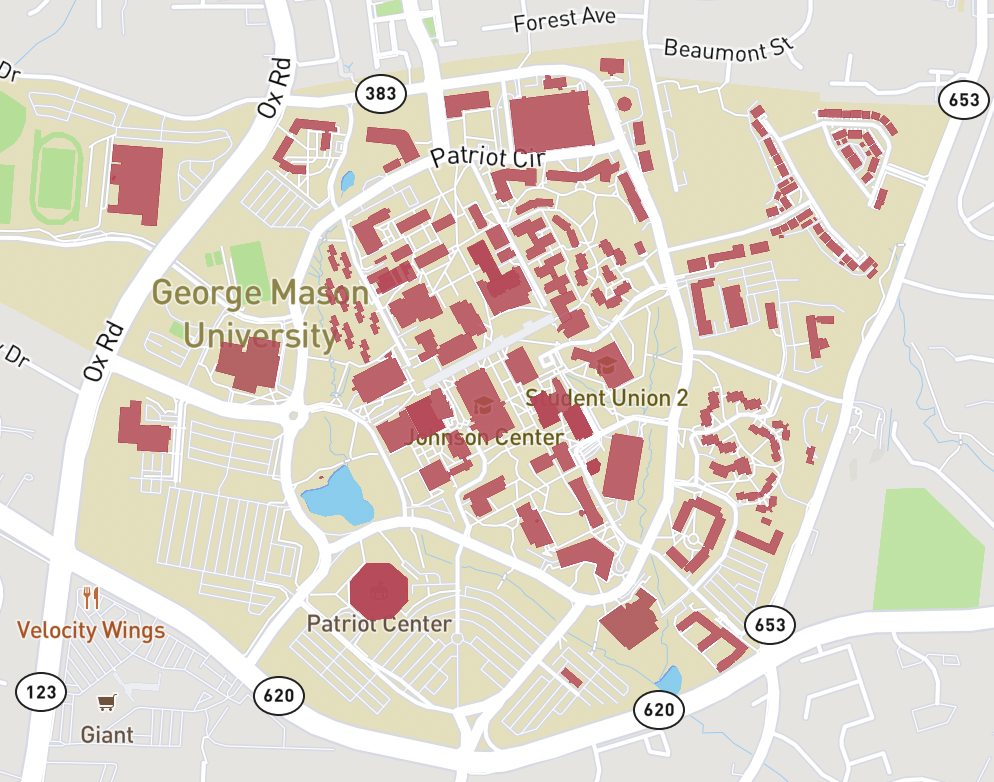 Forest Ave
Beaumont St
Dr
Ox Rd
383
653
Patriot Cir
George Mason
University
Ox Rd
y Dr
Student Union 2
Johnson Center
Patriot Center
Velocity Wings
653
123
620
620
Giant